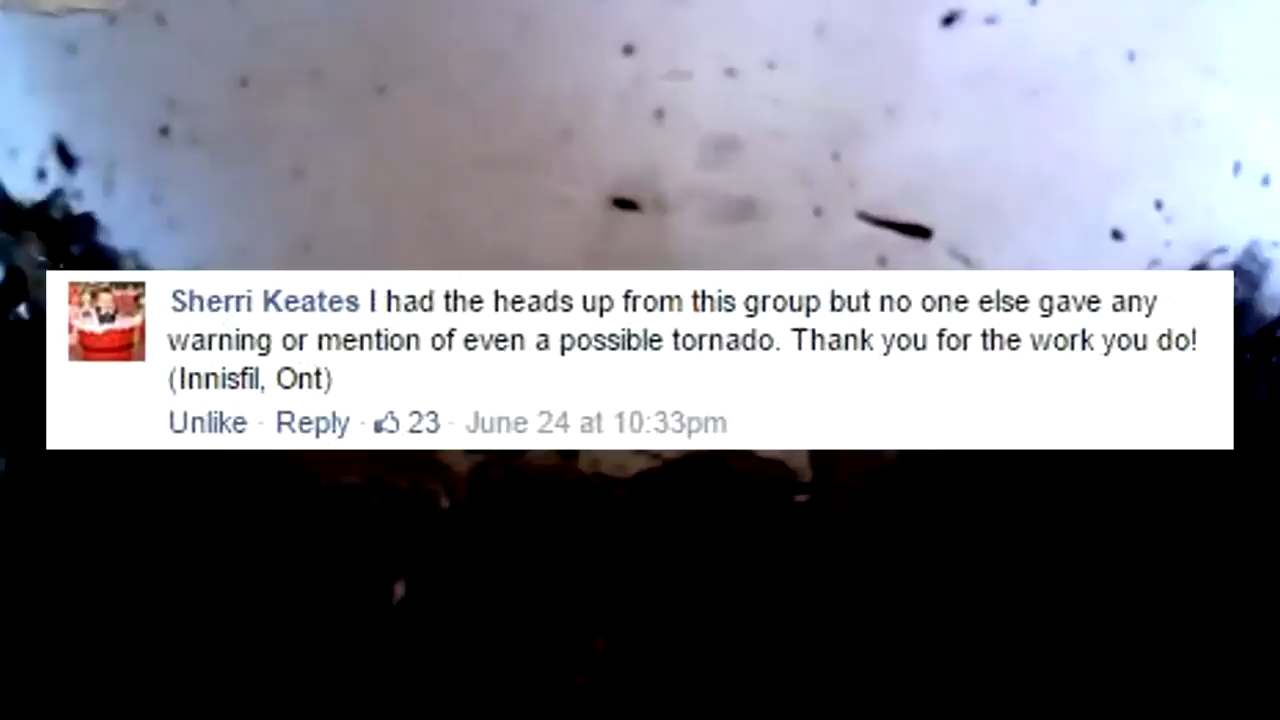 Sherri Keates I had the heads up from this group but no one else gave any
warning or mention of even a possible tornado. Thank you for the work you do!
(Innisfil, Ont)
Unlike · Reply · 23 · June 24 at 10:33pm